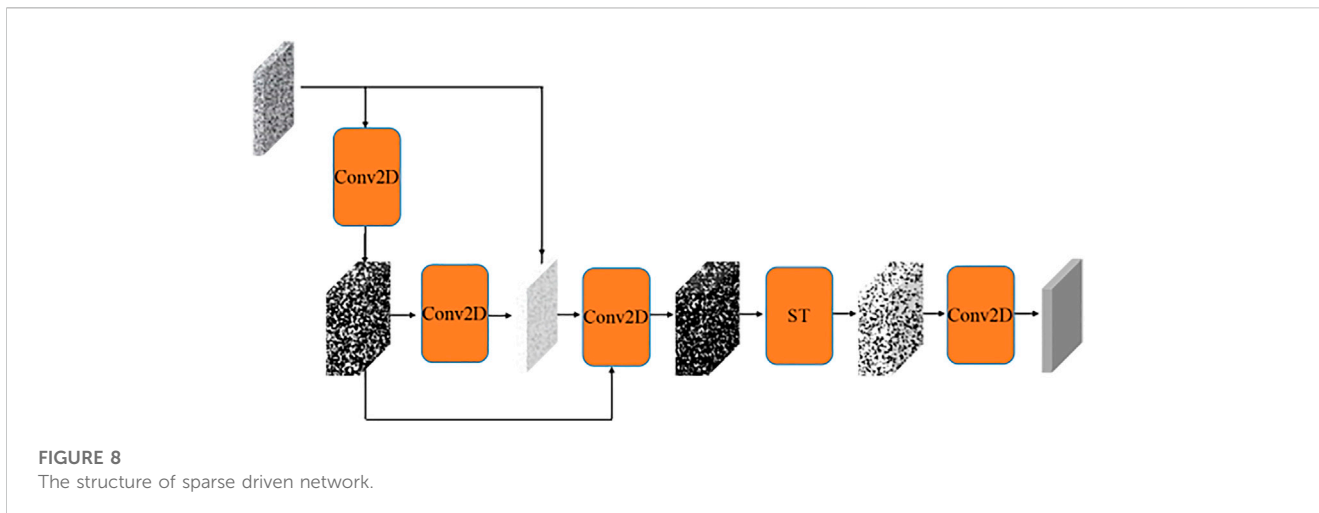 Conv2D
Conv2D
Conv2D
ST
Conv2D
FIGURE 8
The structure of sparse driven network.